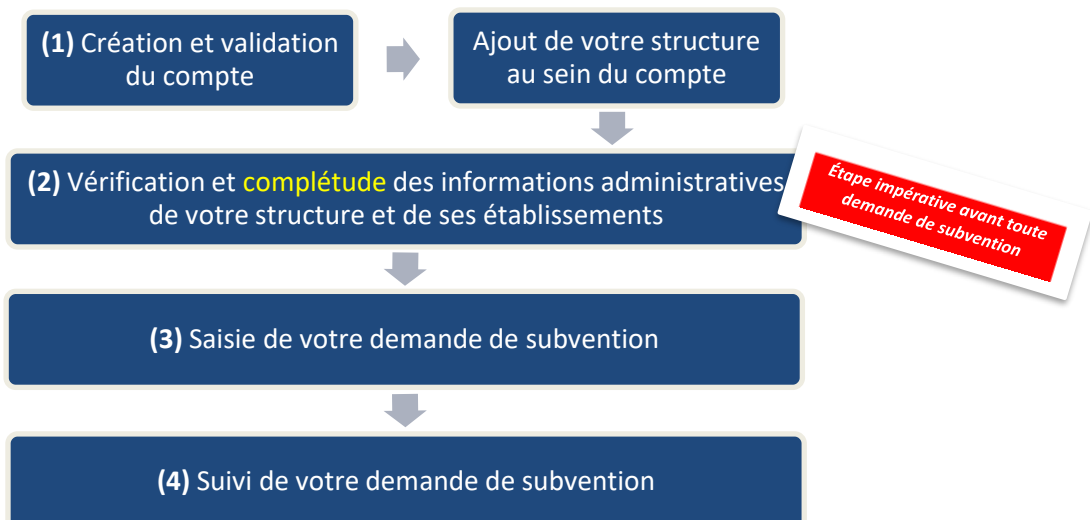 (1) Création et validation
du compte
Ajout de votre structure
au sein du compte
(2) Vérification et complétude des informations administratives
de votre structure et de ses établissements
Étape impérative avant toute
demande de subvention
(3) Saisie de votre demande de subvention
(4) Suivi de votre demande de subvention